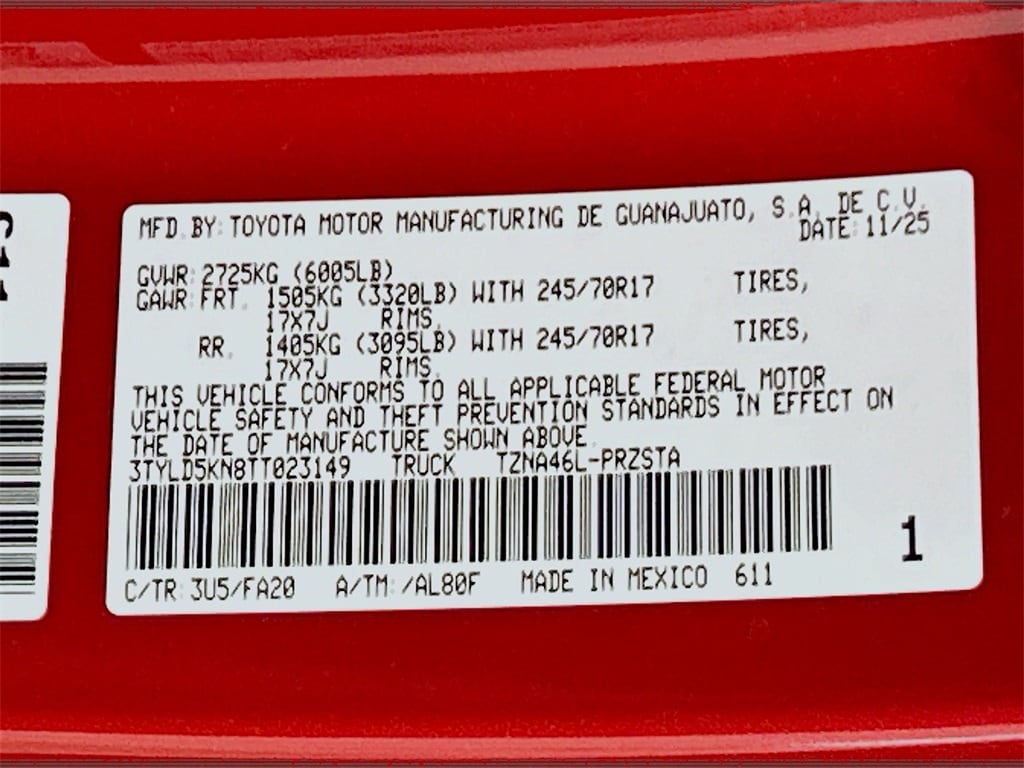 MFD. BY: TOYOTA MOTOR MANUFACTURING DE GUANAJUATO, S.A. DE C.V.
DATE: 11/25
GVWR: 2725KG (6005LB)
GAWR: FRT. 1505KG (3320LB) WITH 245/70R17 TIRES,
17X7J RIMS,
RR. 1405KG (3095LB) WITH 245/70R17 TIRES,
17X7J RIMS.
THIS VEHICLE CONFORMS TO ALL APPLICABLE FEDERAL MOTOR
VEHICLE SAFETY AND THEFT PREVENTION STANDARDS IN EFFECT ON
THE DATE OF MANUFACTURE SHOWN ABOVE.
3TYLD5KN8TT023149 TRUCK TZNA46L-PRZSTA
1
C/TR: 3U5/FA20 A/TM: /AL80F MADE IN MEXICO 611